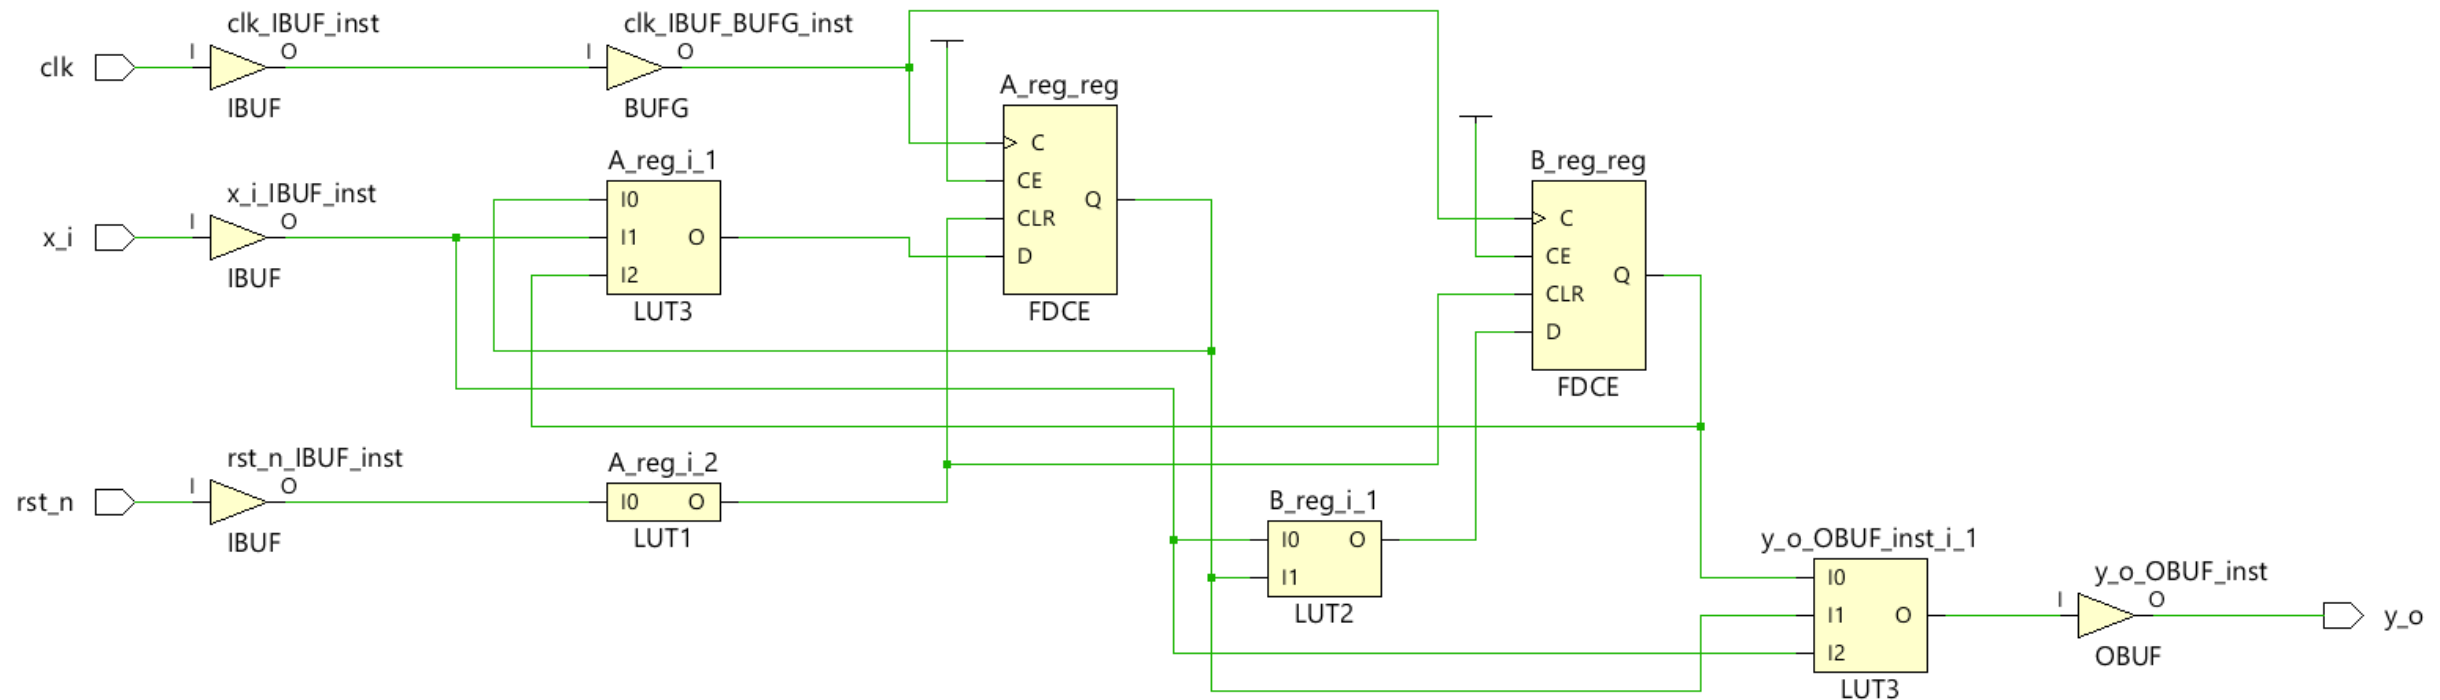 clk
I
clk_IBUF_inst
O
IBUF
I
clk_IBUF_BUFG_inst
O
BUFG
x_i
I
x_i_IBUF_inst
O
IBUF
A_reg_i_1
I0
I1
I2
O
LUT3
A_reg_reg
C
CE
CLR
D
Q
FDCE
B_reg_reg
C
CE
CLR
D
Q
FDCE
rst_n
I
rst_n_IBUF_inst
O
IBUF
A_reg_i_2
I0
O
LUT1
B_reg_i_1
I0
I1
O
LUT2
y_o_OBUF_inst_i_1
I0
I1
I2
O
LUT3
I
y_o_OBUF_inst
O
OBUF
y_o